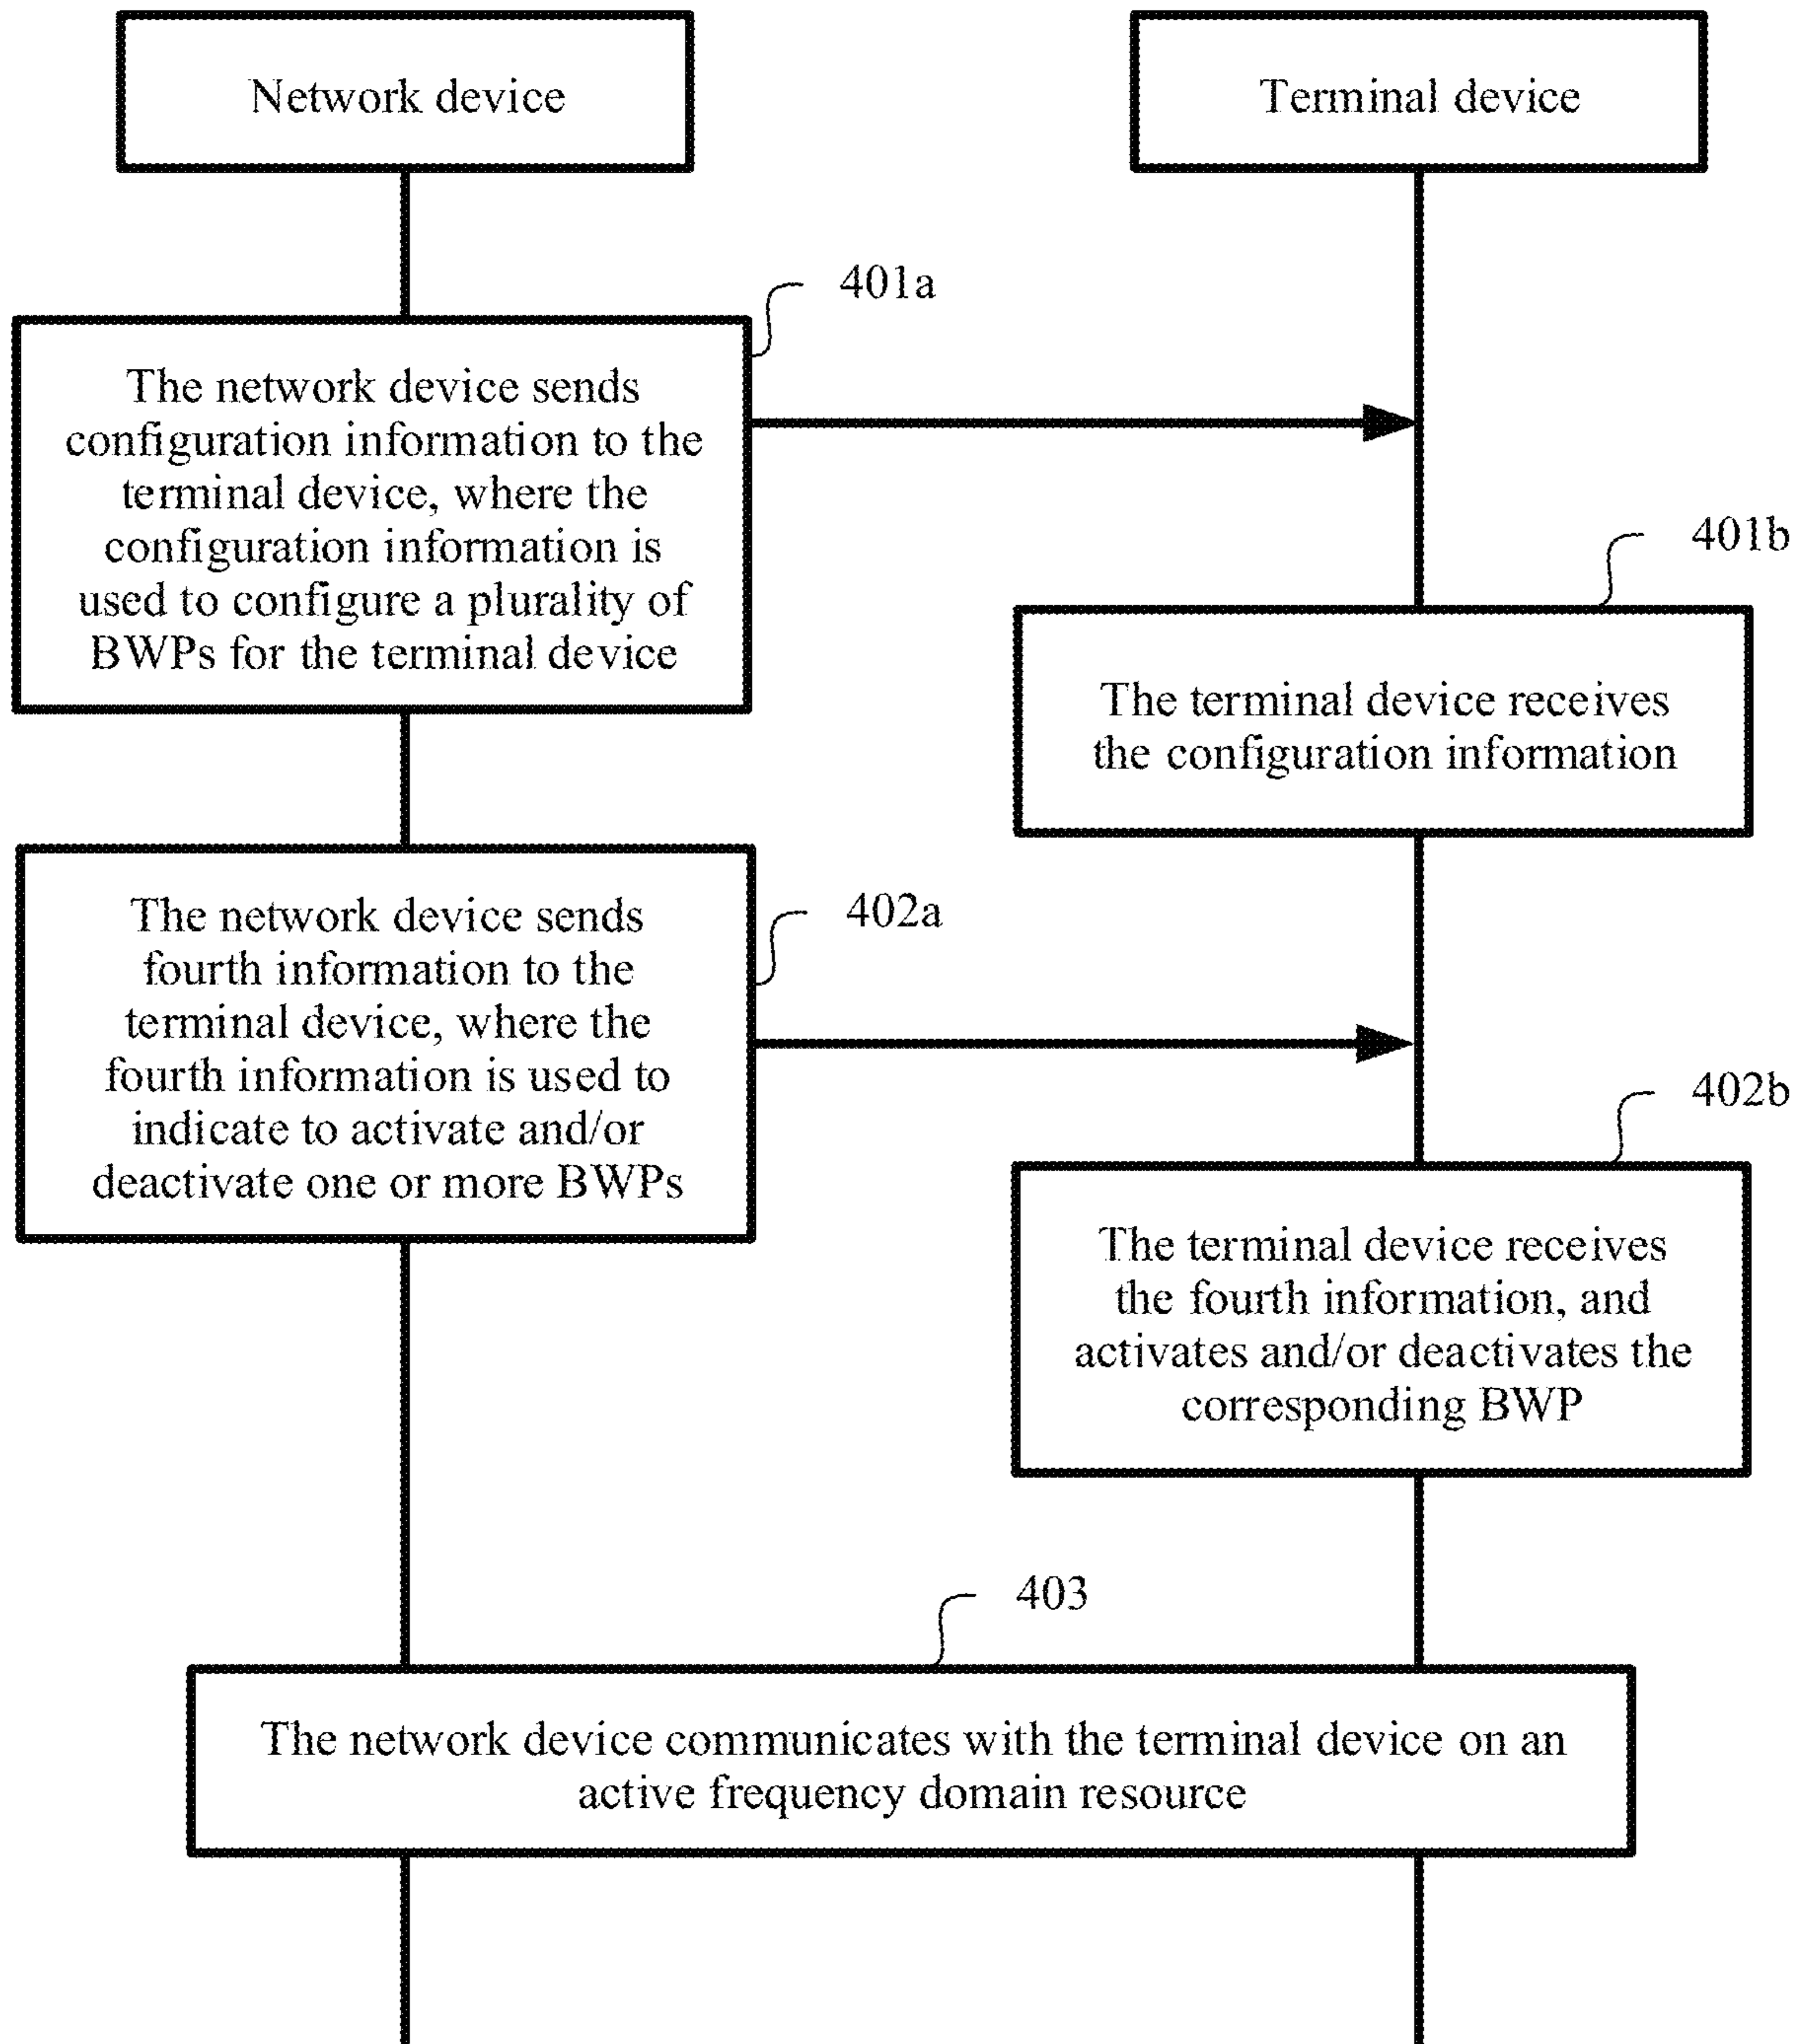 Network device
Terminal device
401a
The network device sends
configuration information to the
terminal device, where the
configuration information is
used to configure a plurality of
BWPs for the terminal device
401b
The terminal device receives
the configuration information
402a
The network device sends
fourth information to the
terminal device, where the
fourth information is used to
indicate to activate and/or
deactivate one or more BWPs
402b
The terminal device receives
the fourth information, and
activates and/or deactivates the
corresponding BWP
403
The network device communicates with the terminal device on an
active frequency domain resource